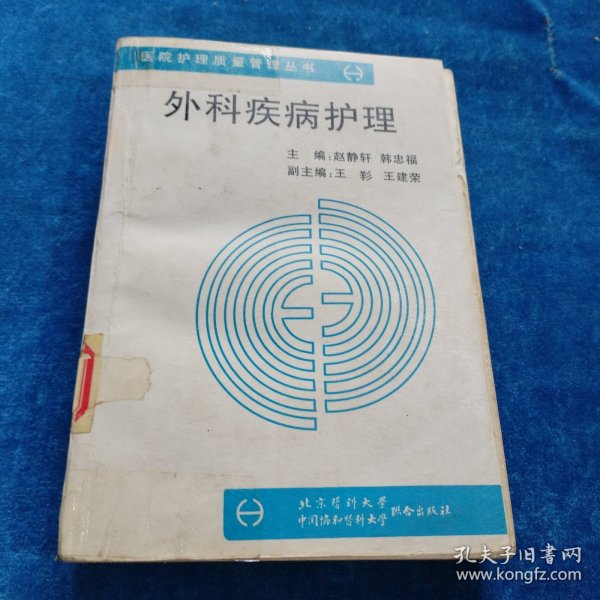 医院护理质量管理丛书
外科疾病护理
主 编:赵静轩 韩忠福
副主编:王 彩 王建荣
北京医科大学
中国协和医科大学
联合出版社
孔夫子旧书网
www.kongfz.com